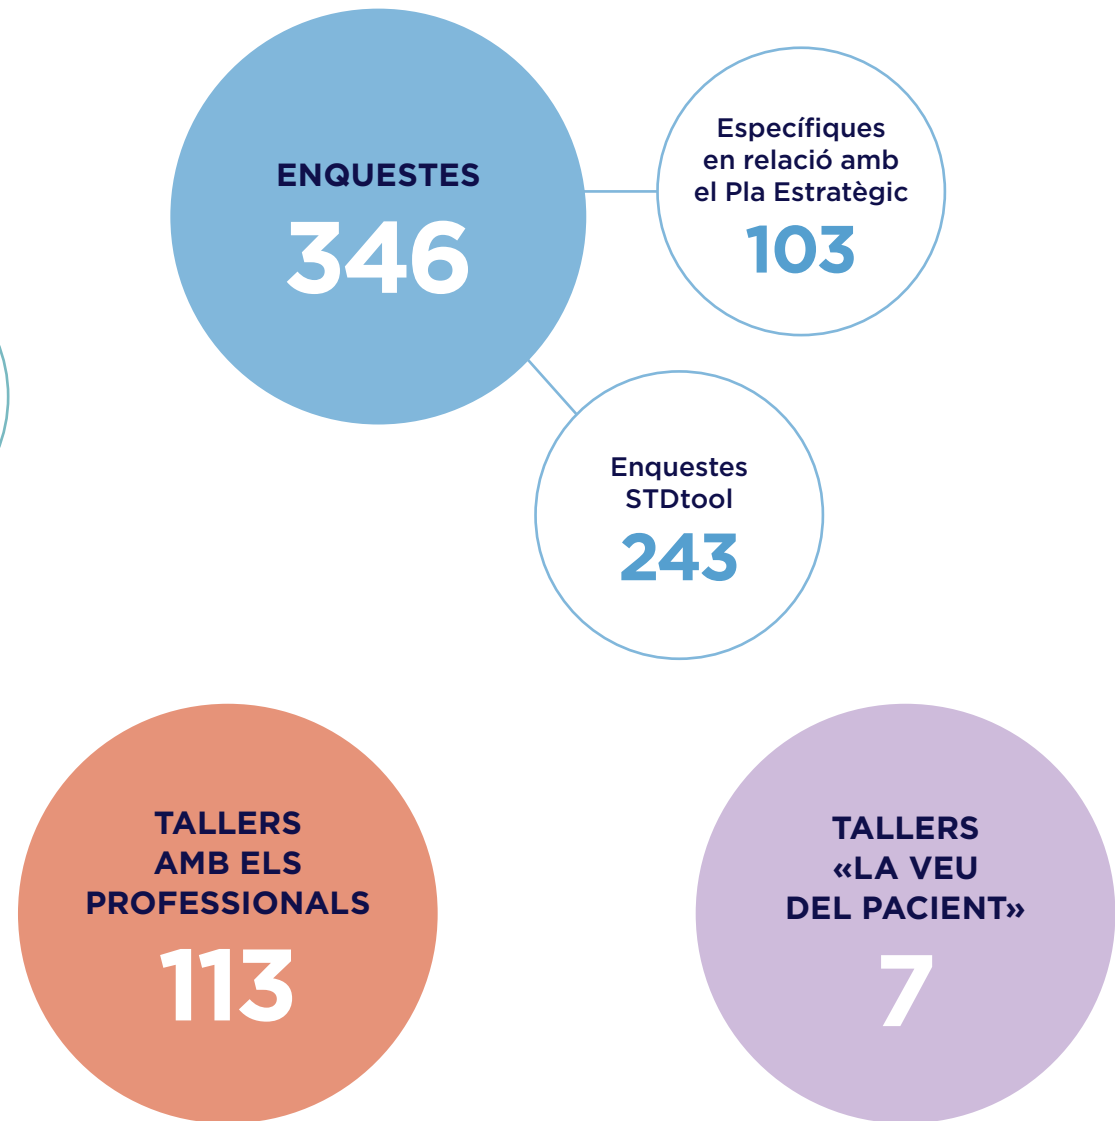 ENQUESTES
346
Específiques
en relació amb
el Pla Estratègic
103
Enquestes
STDtool
243
TALLERS
AMB ELS
PROFESSIONALS
113
TALLERS
«LA VEU
DEL PACIENT»
7